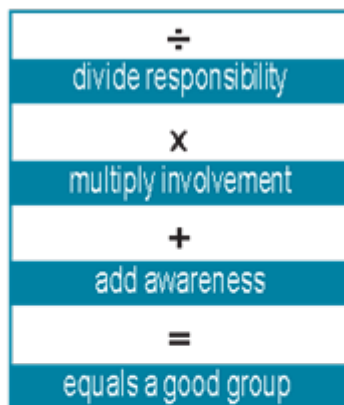 ÷
divide responsibility
x
multiply involvement
+
add awareness
=
equals a good group